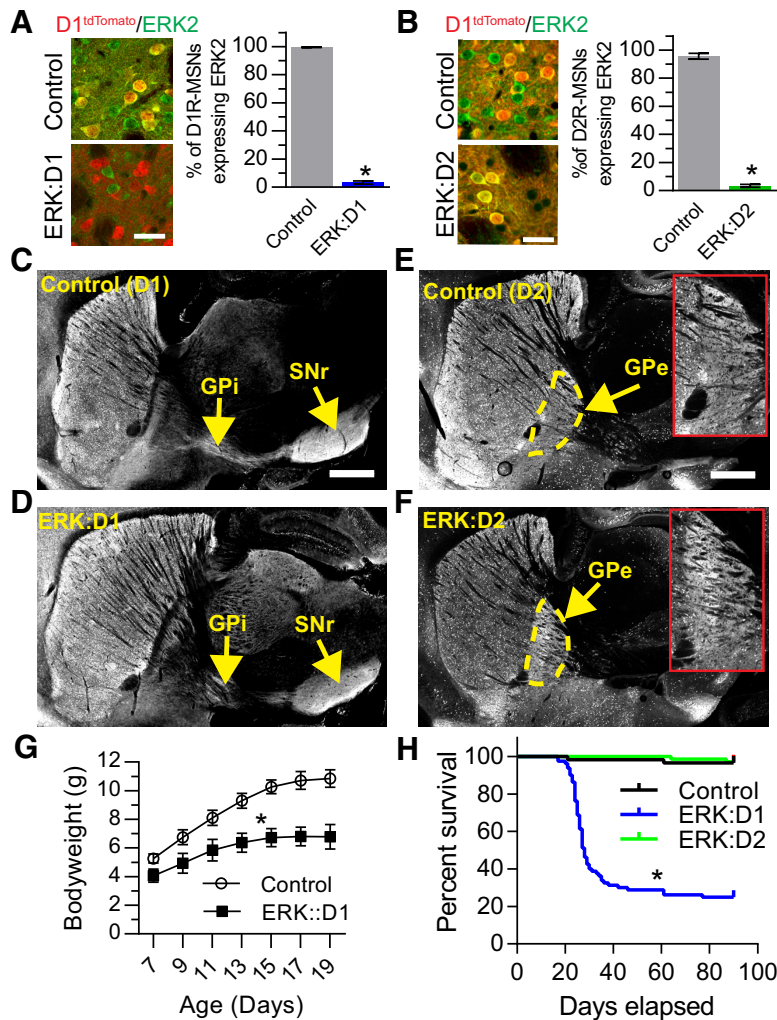 A
D1tdTomato/ERK2
Control
ERK:D1
% of D1R-MSNs
expressing ERK2
100
80
60
40
20
0
*
Control
ERK:D1
B
D1tdTomato/ERK2
Control
ERK:D2
%of D2R-MSNs
expressing ERK2
100
80
60
40
20
0
*
Control
ERK:D2
C
Control (D1)
GPi
SNr
D
ERK:D1
GPi
SNr
E
Control (D2)
GPe
F
ERK:D2
GPe
G
Bodyweight (g)
12
10
8
6
4
2
0
*
Control
ERK::D1
7
9
11
13
15
17
19
Age (Days)
H
Percent survival
100
80
60
40
20
0
Control
ERK:D1
ERK:D2
*
0
20
40
60
80
100
Days elapsed